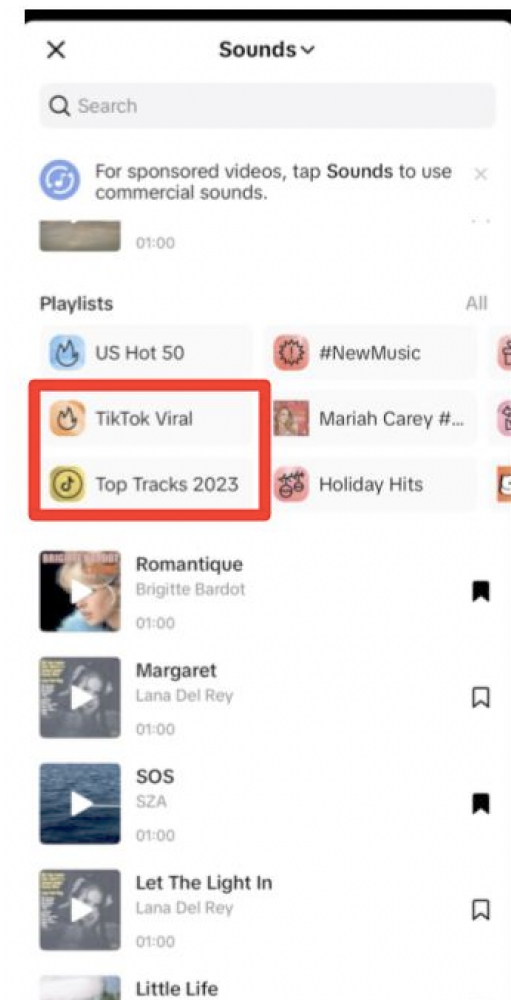 Sounds
Search
For sponsored videos, tap Sounds to use
commercial sounds.
01:00
Playlists
All
US Hot 50
#NewMusic
TikTok Viral
Mariah Carey #...
Top Tracks 2023
Holiday Hits
BRIGITTE BARDOT
Romantique
Brigitte Bardot
01:00
Margaret
Lana Del Rey
01:00
SOS
SZA
01:00
Let The Light In
Lana Del Rey
01:00
Little Life